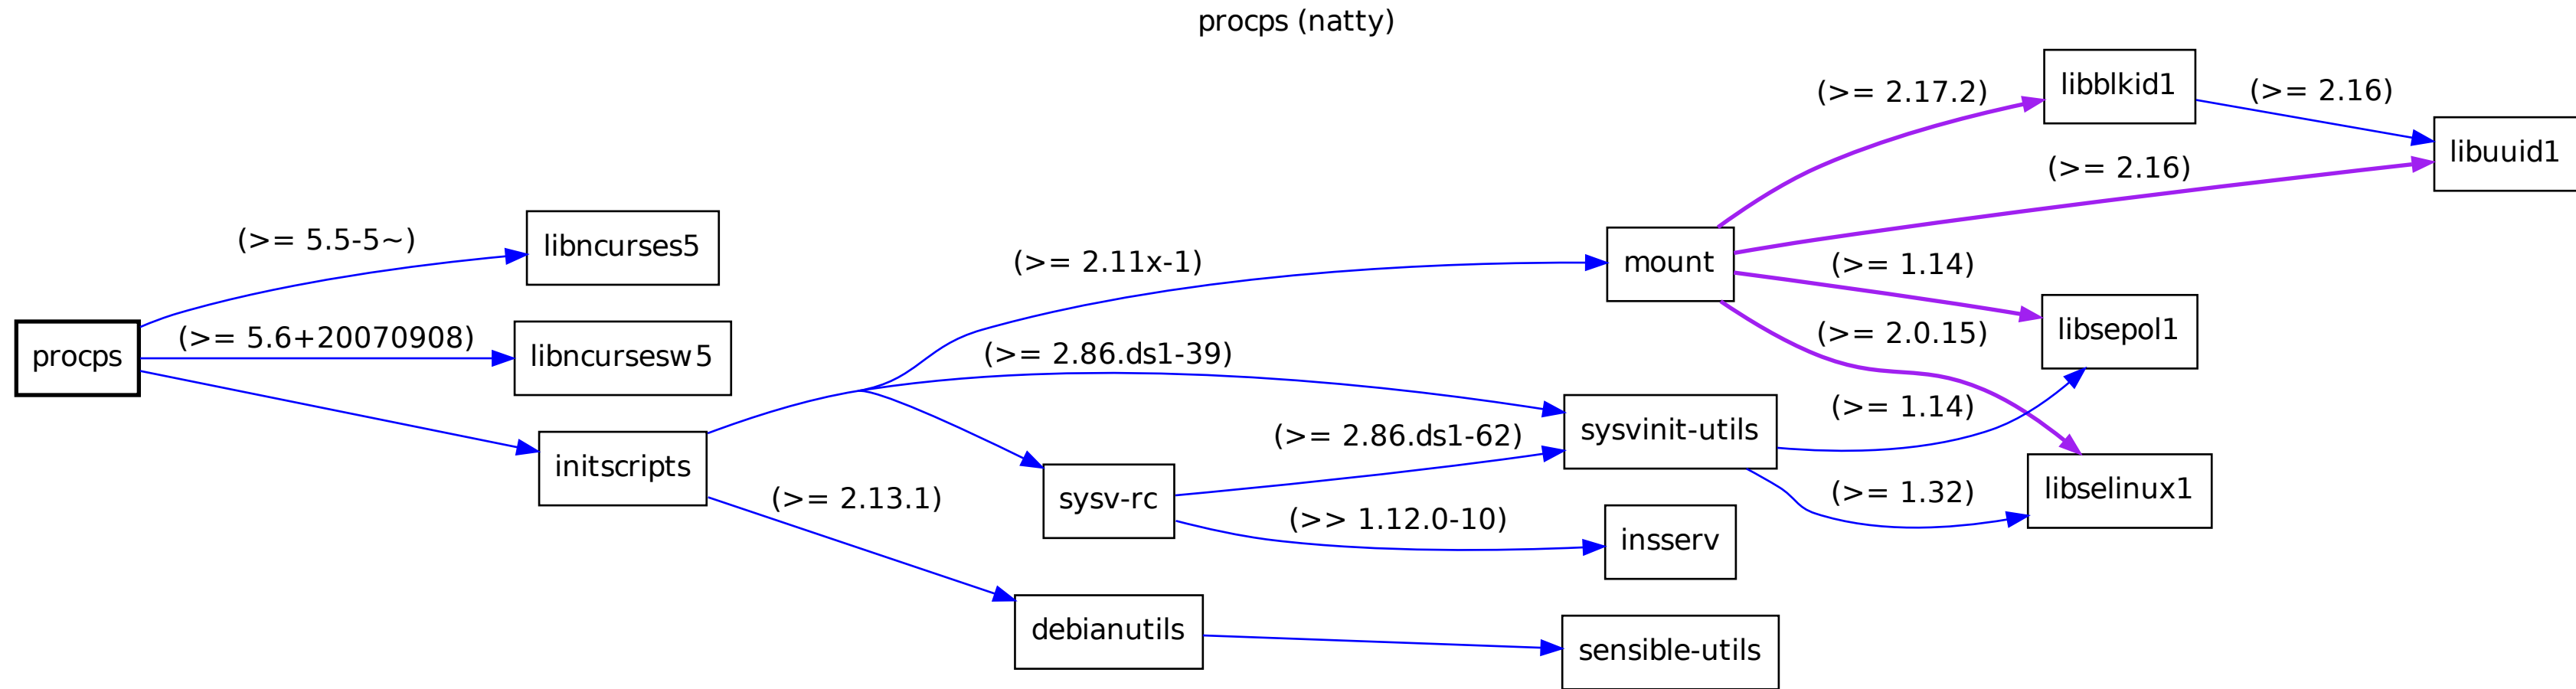 procps (natty)
(>= 2.17.2)
libblkid1
(>= 2.16)
libuuid1
(>= 2.16)
(>= 5.5-5~)
libncurses5
(>= 2.11x-1)
mount
(>= 1.14)
libsepol1
(>= 2.0.15)
procps
(>= 5.6+20070908)
libncursesw5
(>= 2.86.ds1-39)
(>= 1.14)
sysvinit-utils
(>= 2.86.ds1-62)
initscripts
(>= 2.13.1)
sysv-rc
(>= 1.32)
libselinux1
(>> 1.12.0-10)
insserv
debianutils
sensible-utils